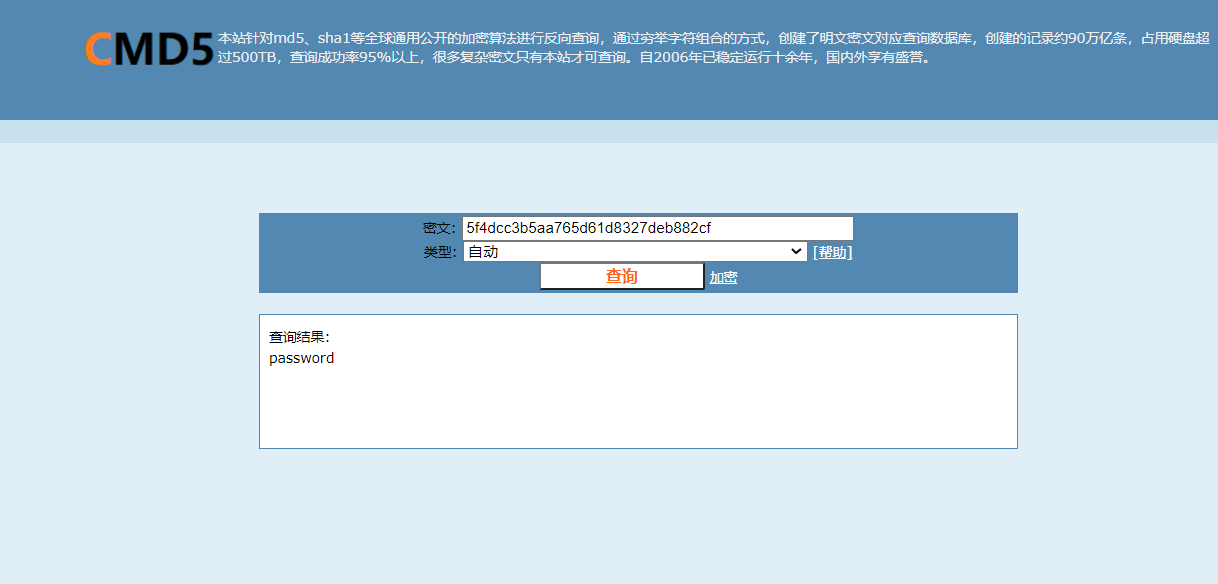 CMD5
本站针对md5、sha1等全球通用公开的加密算法进行反向查询，通过穷举字符组合的方式，创建了明文密文对应查询数据库，创建的记录约90万亿条，占用硬盘超
过500TB，查询成功率95%以上，很多复杂密文只有本站才可查询。自2006年已稳定运行十余年，国内外享有盛誉。
密文： 5f4dcc3b5aa765d61d8327deb882cf
类型： 自动 [帮助]
查询 加密
查询结果：
password